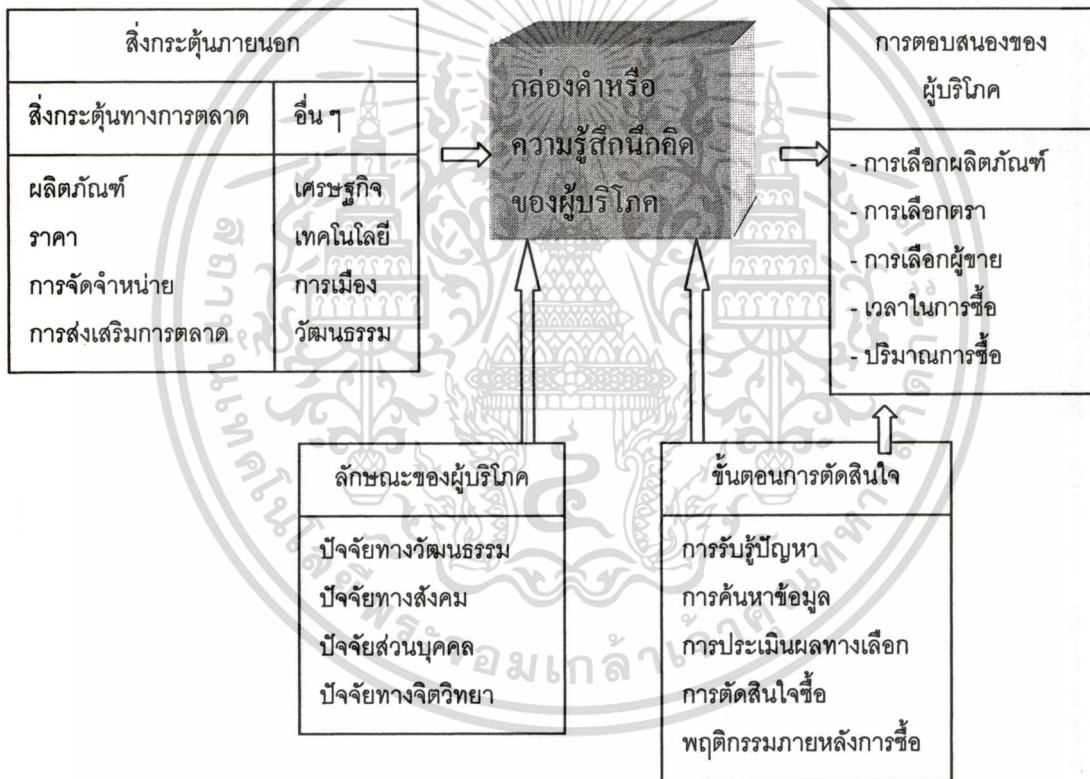 สิ่งกระตุ้นภายนอก
สิ่งกระตุ้นทางการตลาด อื่น ๆ
ผลิตภัณฑ์ เศรษฐกิจ
ราคา เทคโนโลยี
การจัดจำหน่าย การเมือง
การส่งเสริมการตลาด วัฒนธรรม
กล่องดำหรือ
ความรู้สึกนึกคิด
ของผู้บริโภค
การตอบสนองของ
ผู้บริโภค
- การเลือกผลิตภัณฑ์
- การเลือกตรา
- การเลือกผู้ขาย
- เวลาในการซื้อ
- ปริมาณการซื้อ
ลักษณะของผู้บริโภค
ปัจจัยทางวัฒนธรรม
ปัจจัยทางสังคม
ปัจจัยส่วนบุคคล
ปัจจัยทางจิตวิทยา
ขั้นตอนการตัดสินใจ
การรับรู้ปัญหา
การค้นหาข้อมูล
การประเมินผลทางเลือก
การตัดสินใจซื้อ
พฤติกรรมภายหลังการซื้อ